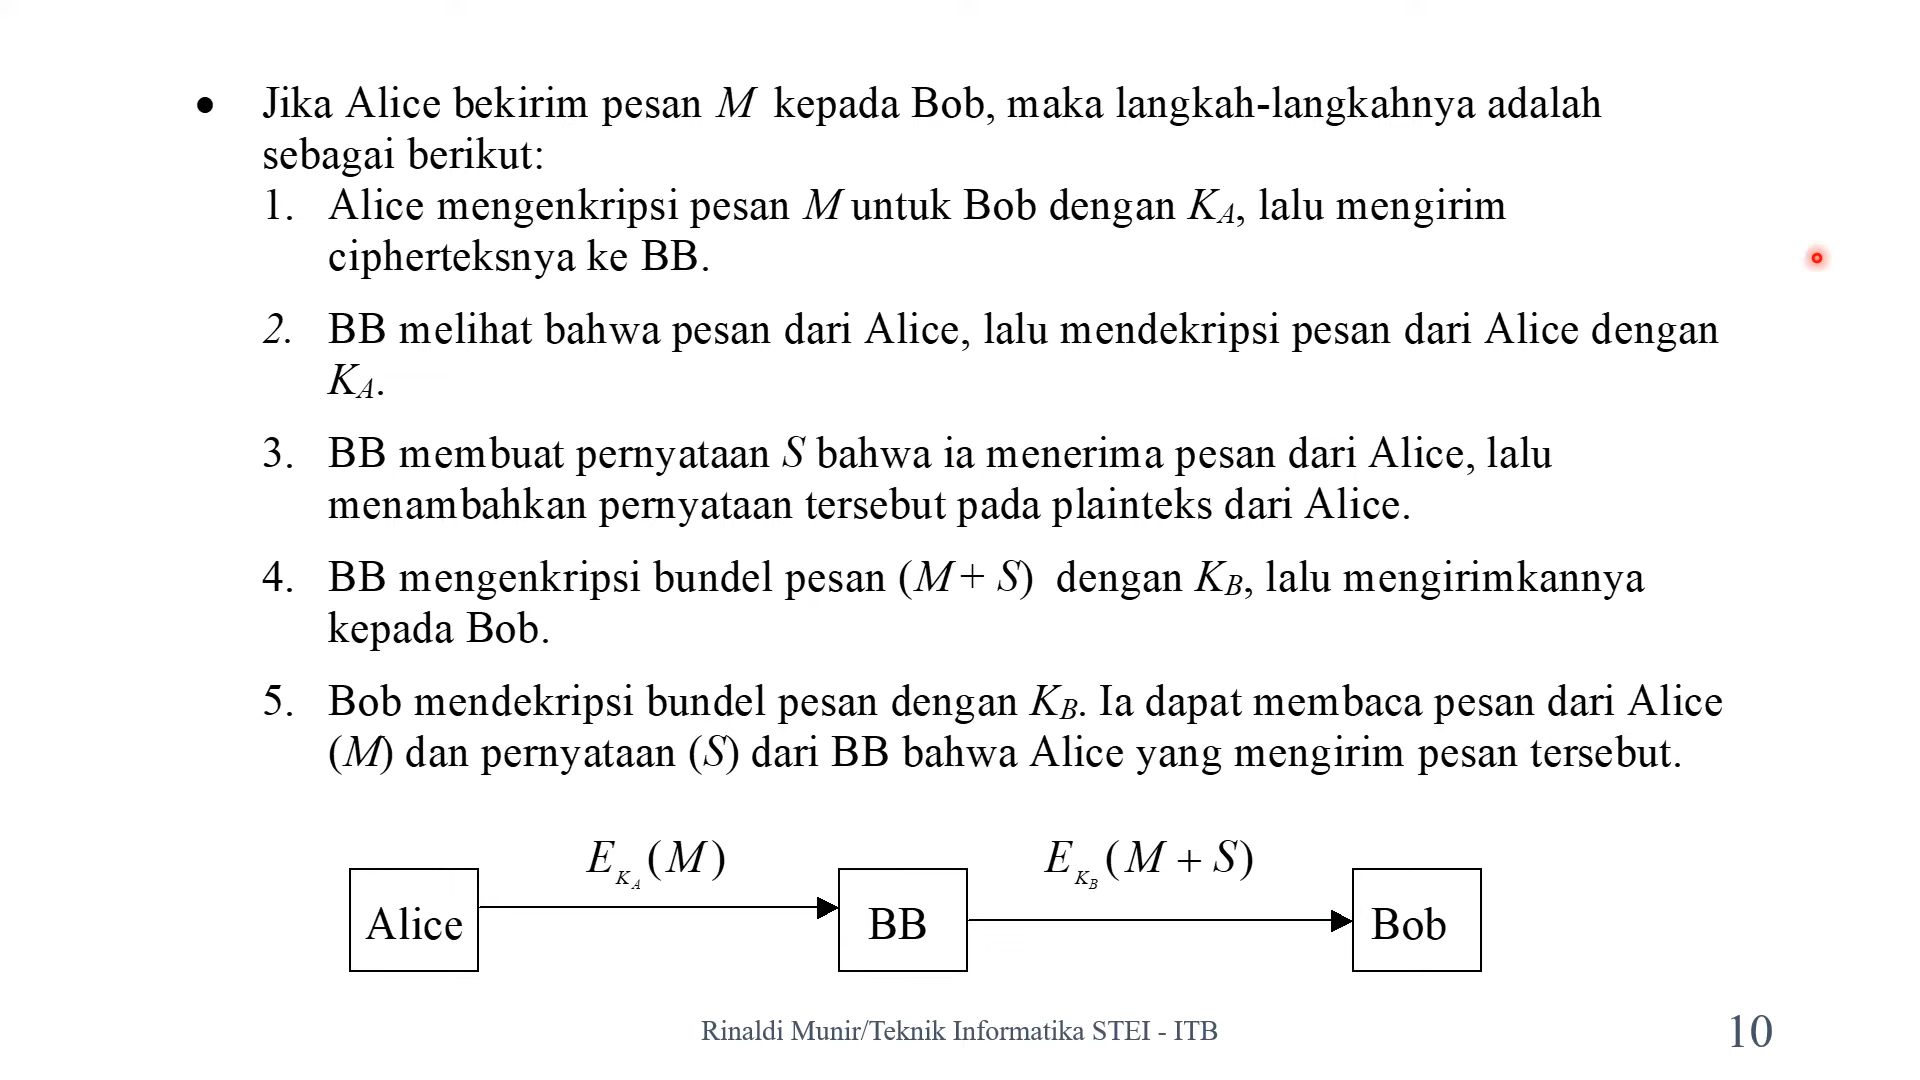 • Jika Alice bekirim pesan M kepada Bob, maka langkah-langkahnya adalah
sebagai berikut:
1. Alice mengenkripsi pesan M untuk Bob dengan K_A, lalu mengirim
cipherteksnya ke BB.
2. BB melihat bahwa pesan dari Alice, lalu mendekripsi pesan dari Alice dengan
K_A.
3. BB membuat pernyataan S bahwa ia menerima pesan dari Alice, lalu
menambahkan pernyataan tersebut pada plainteks dari Alice.
4. BB mengenkripsi bundel pesan (M + S) dengan K_B, lalu mengirimkannya
kepada Bob.
5. Bob mendekripsi bundel pesan dengan K_B. Ia dapat membaca pesan dari Alice
(M) dan pernyataan (S) dari BB bahwa Alice yang mengirim pesan tersebut.
E_{K_A}(M) E_{K_B}(M + S)
Alice BB Bob
Rinaldi Munir/Teknik Informatika STEI - ITB 10